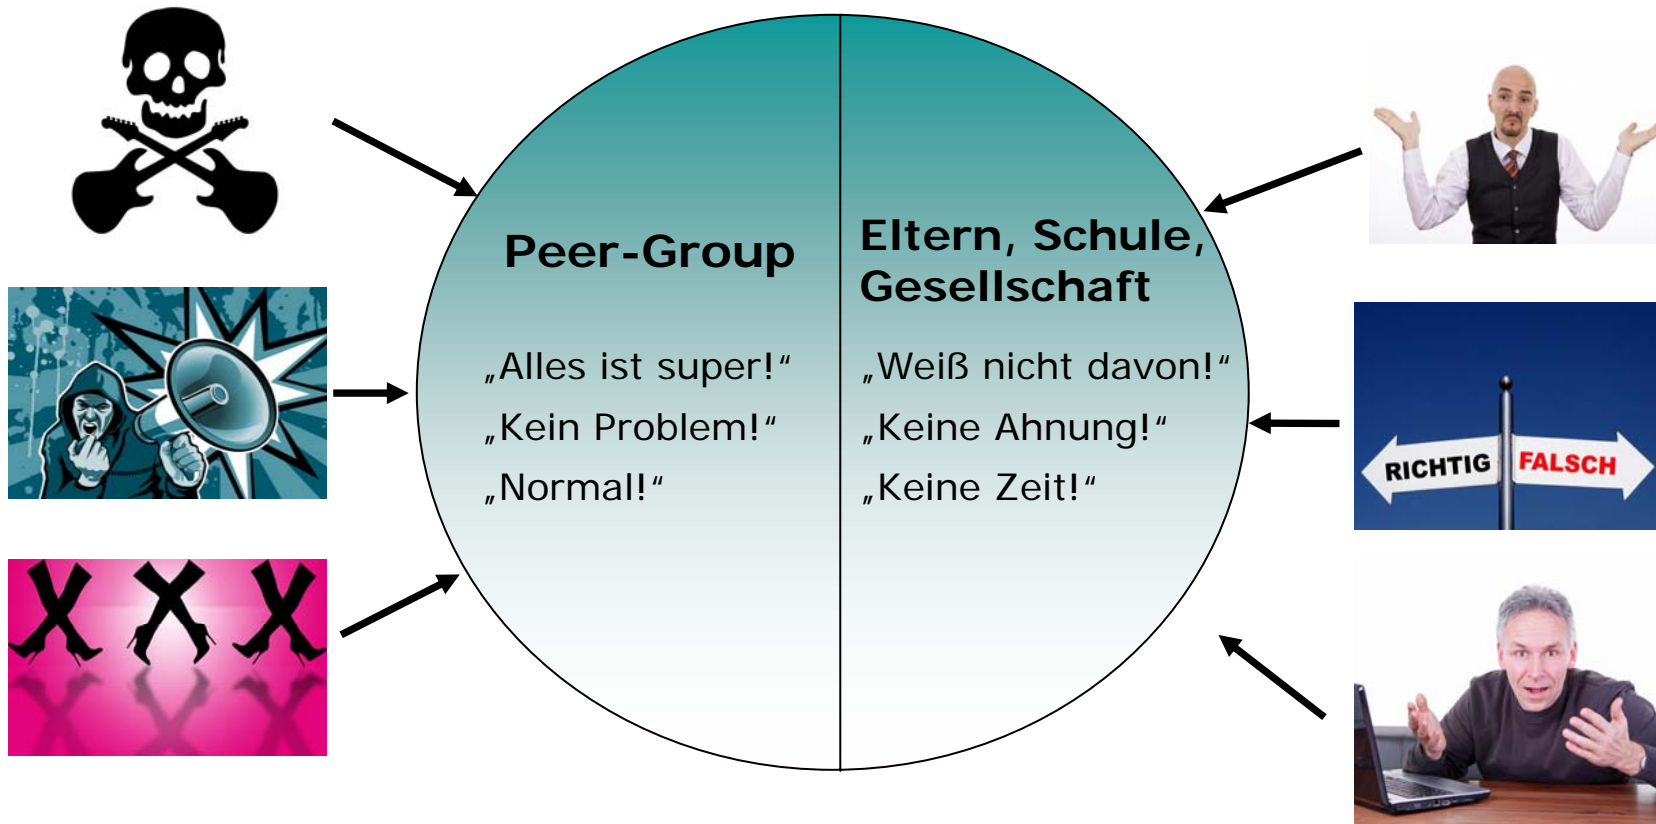 Peer-Group
„Alles ist super!“
„Kein Problem!“
„Normal!“
Eltern, Schule,
Gesellschaft
„Weiß nicht davon!“
„Keine Ahnung!“
„Keine Zeit!“
RICHTIG FALSCH